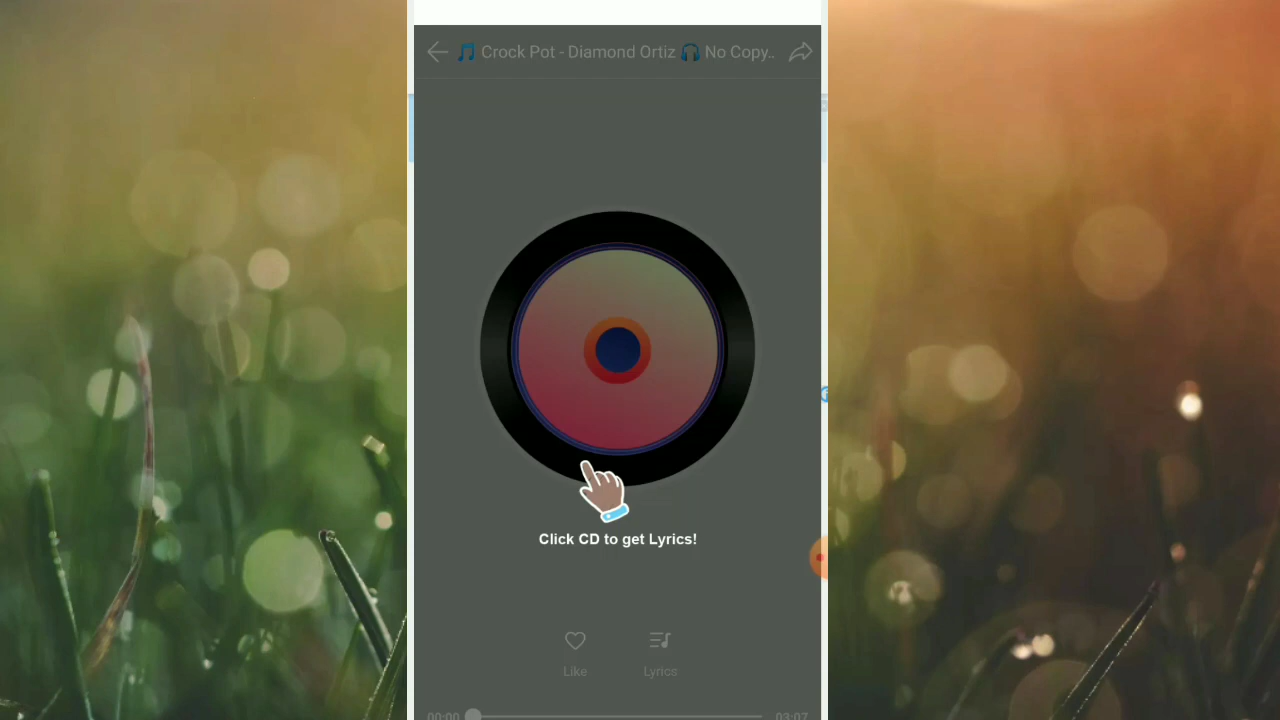 Crock Pot - Diamond Ortiz 🎧 No Copy..
Click CD to get Lyrics!
Like
Lyrics
00:00
03:07